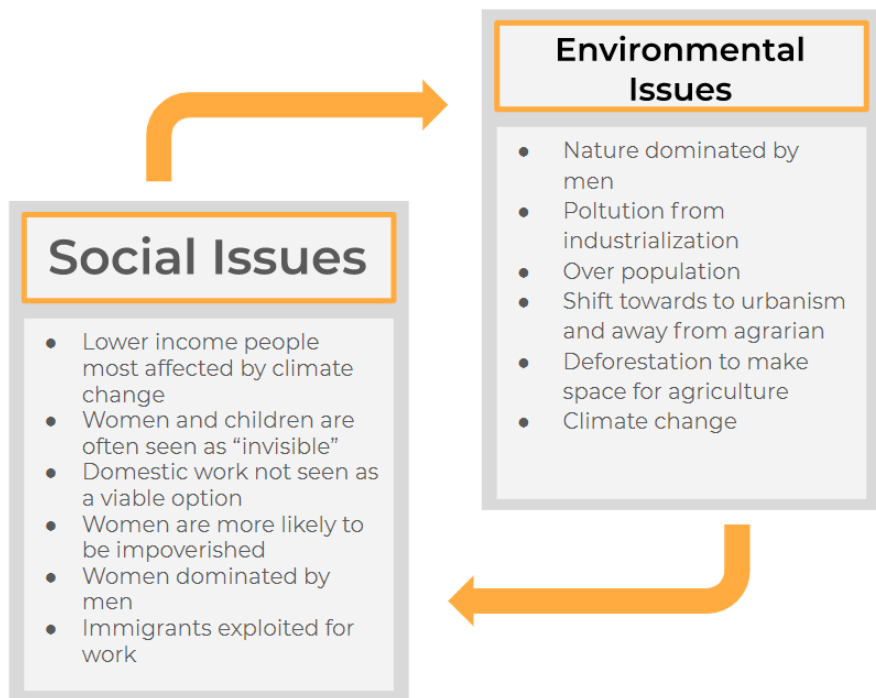 Environmental
Issues
● Nature dominated by
men
● Poltution from
industrialization
● Over population
● Shift towards to urbanism
and away from agrarian
● Deforestation to make
space for agriculture
● Climate change
Social Issues
● Lower income people
most affected by climate
change
● Women and children are
often seen as “invisible”
● Domestic work not seen as
a viable option
● Women are more likely to
be impoverished
● Women dominated by
men
● Immigrants exploited for
work